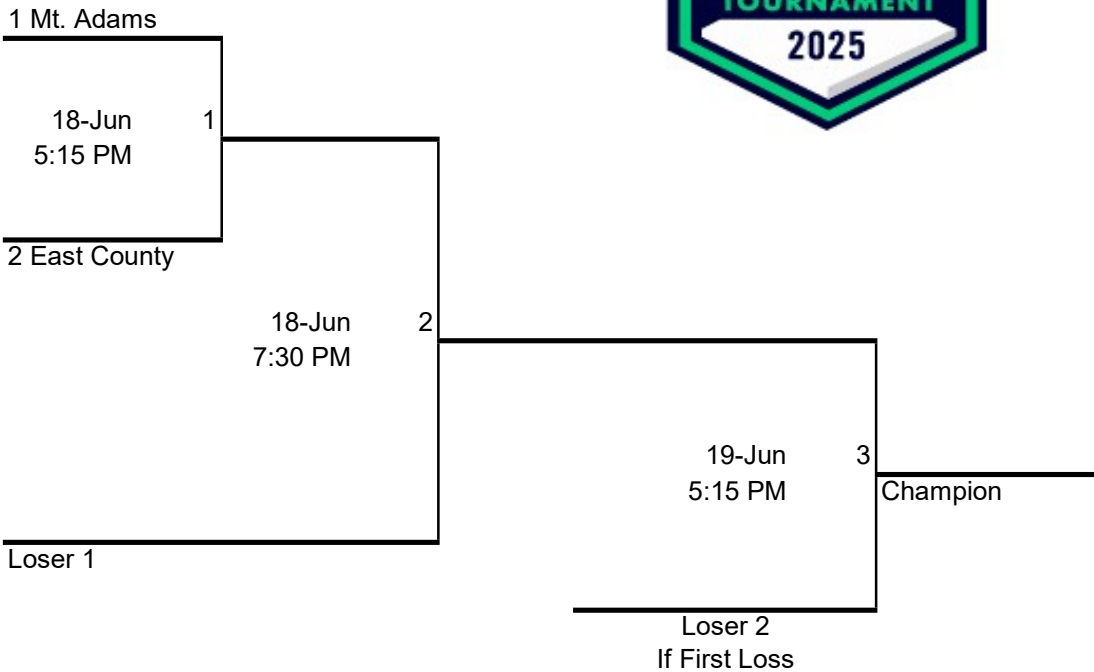 1 Mt. Adams
TOURNAMENT
2025
18-Jun 1
5:15 PM
2 East County
18-Jun 2
7:30 PM
19-Jun 3
5:15 PM
Champion
Loser 1
Loser 2
If First Loss